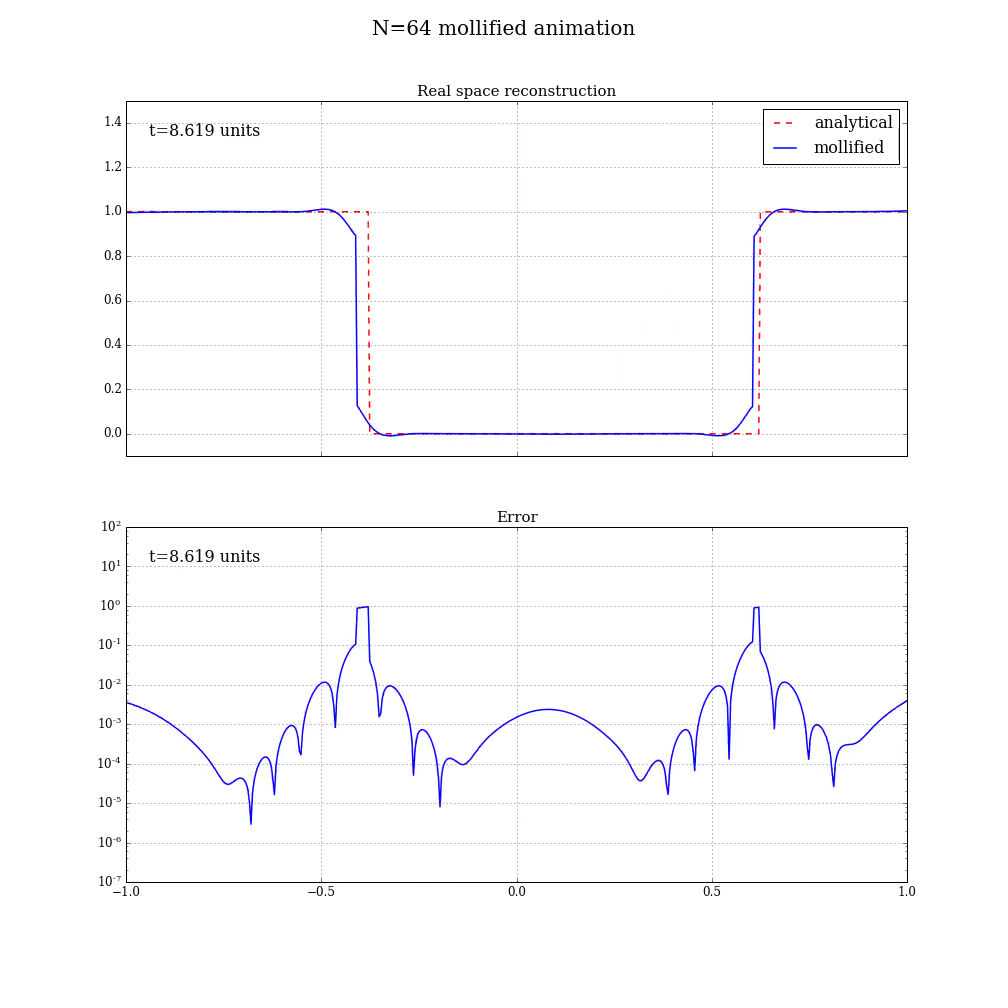 N=64 mollified animation
Real space reconstruction
t=8.619 units
analytical
mollified
1.4
1.2
1.0
0.8
0.6
0.4
0.2
0.0
Error
t=8.619 units
10²
10¹
10⁰
10⁻¹
10⁻²
10⁻³
10⁻⁴
10⁻⁵
10⁻⁶
10⁻⁷
−1.0 −0.5 0.0 0.5 1.0